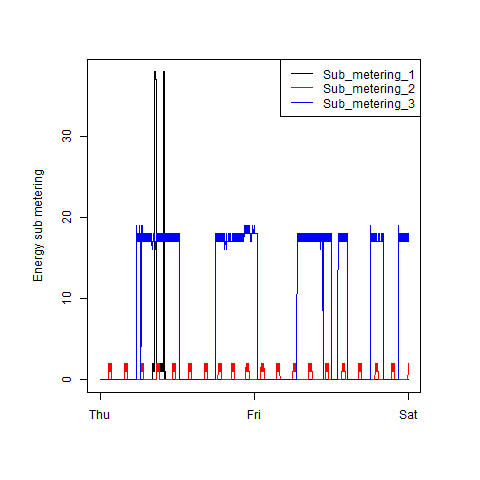 Sub_metering_1
Sub_metering_2
Sub_metering_3
Energy sub metering
30
20
10
0
Thu Fri Sat